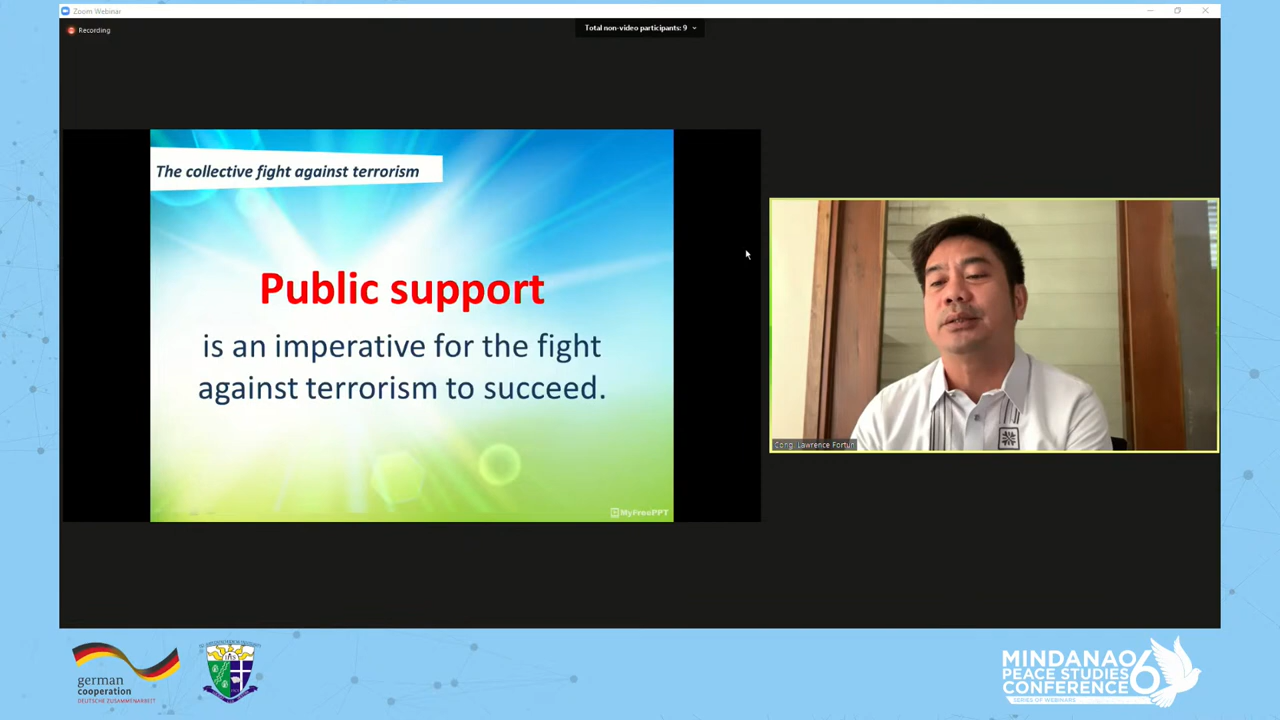 Zoom Webinar
Recording
Total non-video participants: 9
The collective fight against terrorism
Public support
is an imperative for the fight
against terrorism to succeed.
MyFreePPT
Cong. Lawrence Fortun
german
cooperation
DEUTSCHE ZUSAMMENARBEIT
MINDANAO
PEACE STUDIES
CONFERENCE
6
SERIES OF WEBINARS